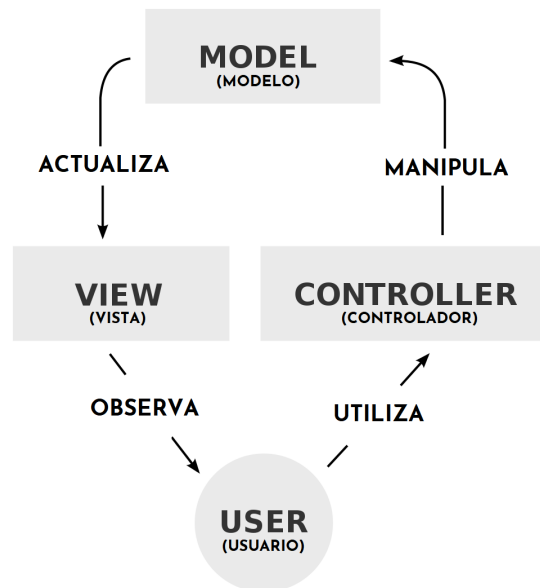 MODEL
(MODELO)
ACTUALIZA
MANIPULA
VIEW
(VISTA)
CONTROLLER
(CONTROLADOR)
OBSERVA
UTILIZA
USER
(USUARIO)